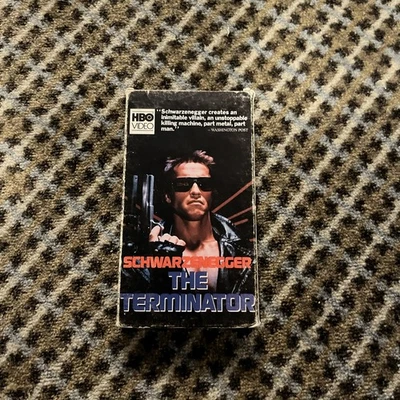 HBO
VIDEO
"Schwarzenegger creates an
inimitable villain, an unstoppable
killing machine, part metal, part
man."
WASHINGTON POST
SCHWARZENEGGER
THE
TERMINATOR